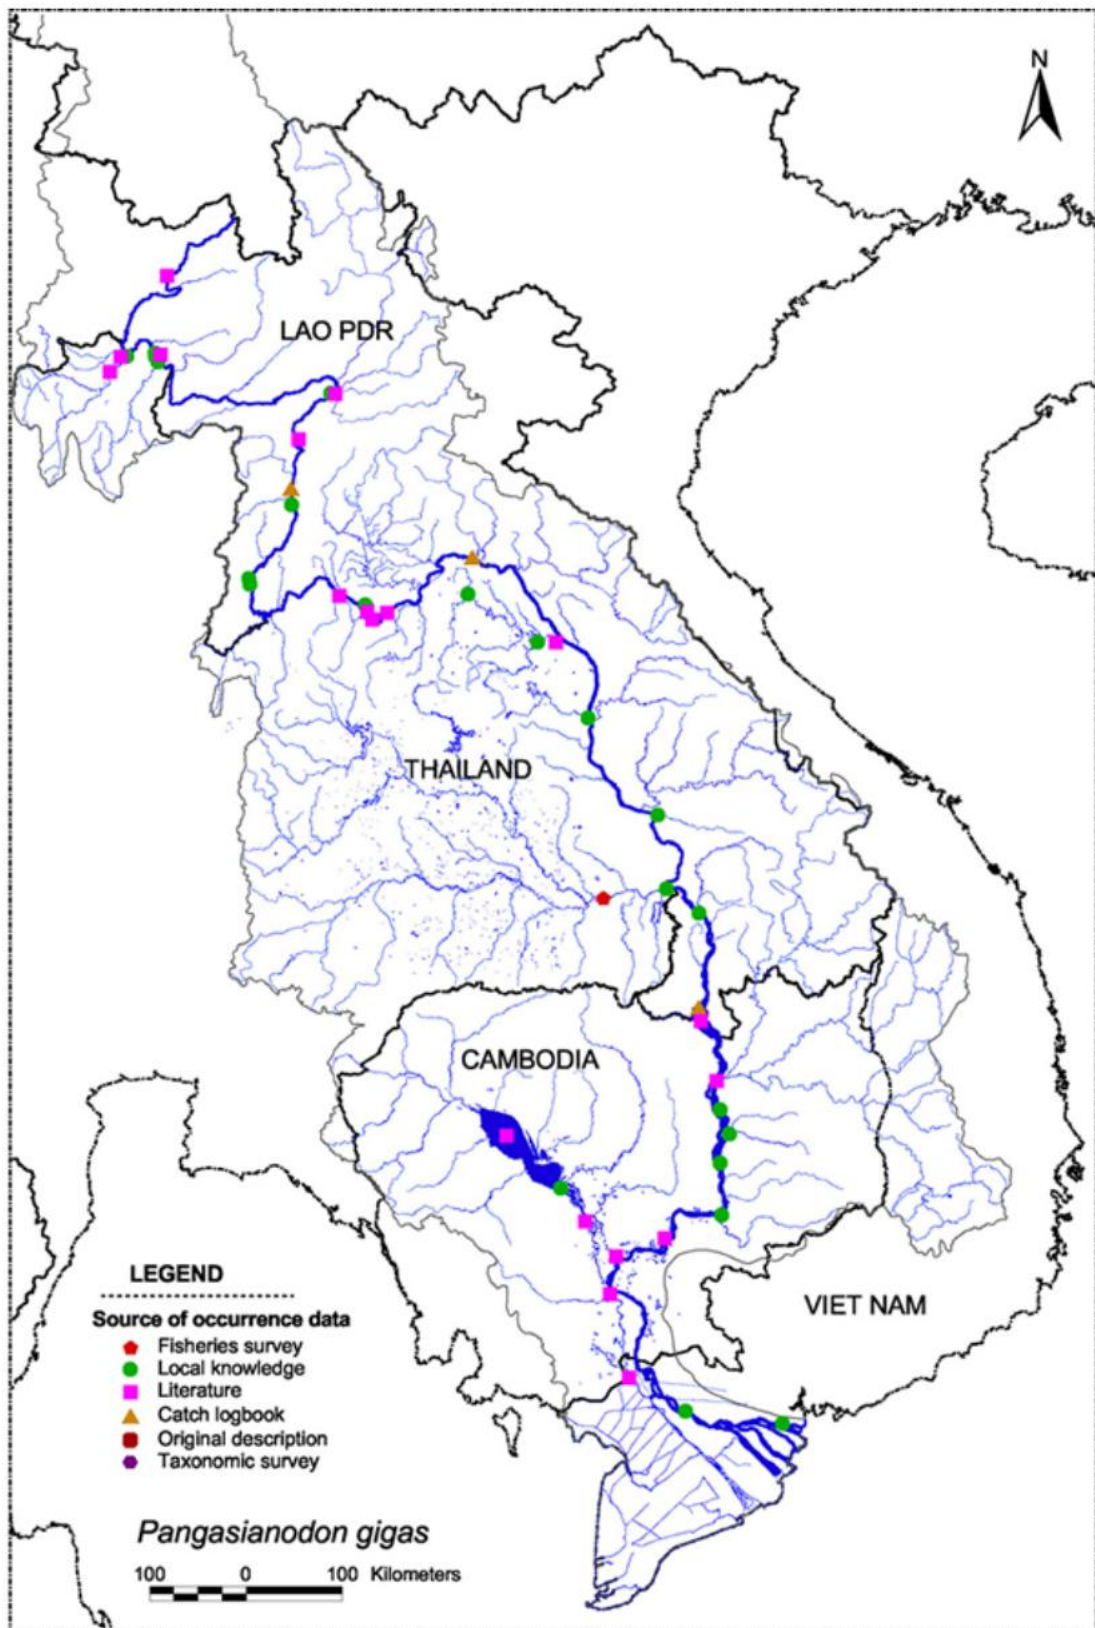 N
LAO PDR
THAILAND
CAMBODIA
VIET NAM
LEGEND
Source of occurrence data
Fisheries survey
Local knowledge
Literature
Catch logbook
Original description
Taxonomic survey
Pangasianodon gigas
100 0 100 Kilometers